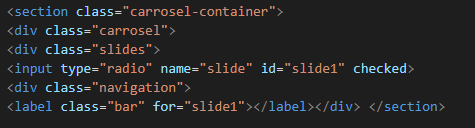 <section class="carrosel-container">
<div class="carrosel">
<div class="slides">
<input type="radio" name="slide" id="slide1" checked>
<div class="navigation">
<label class="bar" for="slide1"></label></div> </section>